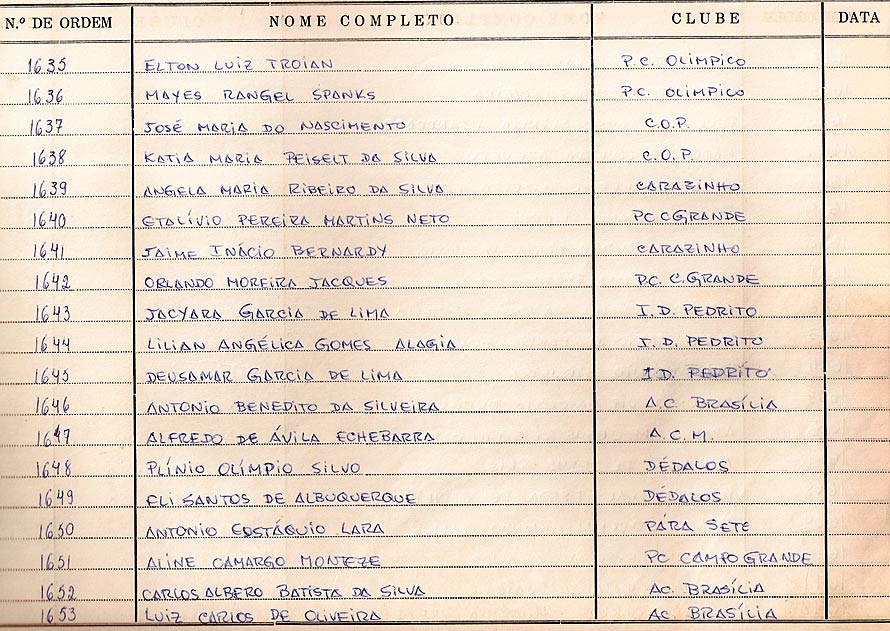 N.º DE ORDEM NOME COMPLETO CLUBE DATA
1635 ELTON LUIZ TROIAN P.C. OLIMPICO
1636 MAYES RANGEL SPANKS P.C. OLIMPICO
1637 JOSÉ MARIA DO NASCIMENTO C.O.P.
1638 KATIA MARIA PEISELT DA SILVA C.O.P.
1639 ANGELA MARIA RIBEIRO DA SILVA CARAZINHO
1640 ETALÍVIO PEREIRA MARTINS NETO PC CGRANDE
1641 JAIME INÁCIO BERNARDY CARAZINHO
1642 ORLANDO MOREIRA JACQUES P.C. C.GRANDE
1643 JACYARA GARCIA DE LIMA I.D. PEDRITO
1644 LILIAN ANGÉLICA GOMES ALAGIA I.D. PEDRITO
1645 DEUSAMAR GARCIA DE LIMA I.D. PEDRITO
1646 ANTONIO BENEDITO DA SILVEIRA A.C. BRASÍLIA
1647 ALFREDO DE ÁVILA ECHEBARRA A.C.M.
1648 PLÍNIO OLÍMPIO SILVO DÉDALOS
1649 ELI SANTOS DE ALBUQUERQUE DÉDALOS
1650 ANTONIO EUSTÁQUIO LARA PÁRA SETE
1651 ALINE CAMARGO MONTEZE PC CAMPO GRANDE
1652 CARLOS ALBERO BATISTA DA SILVA AC. BRASÍLIA
1653 LUIZ CARLOS DE OLIVEIRA AC. BRASÍLIA